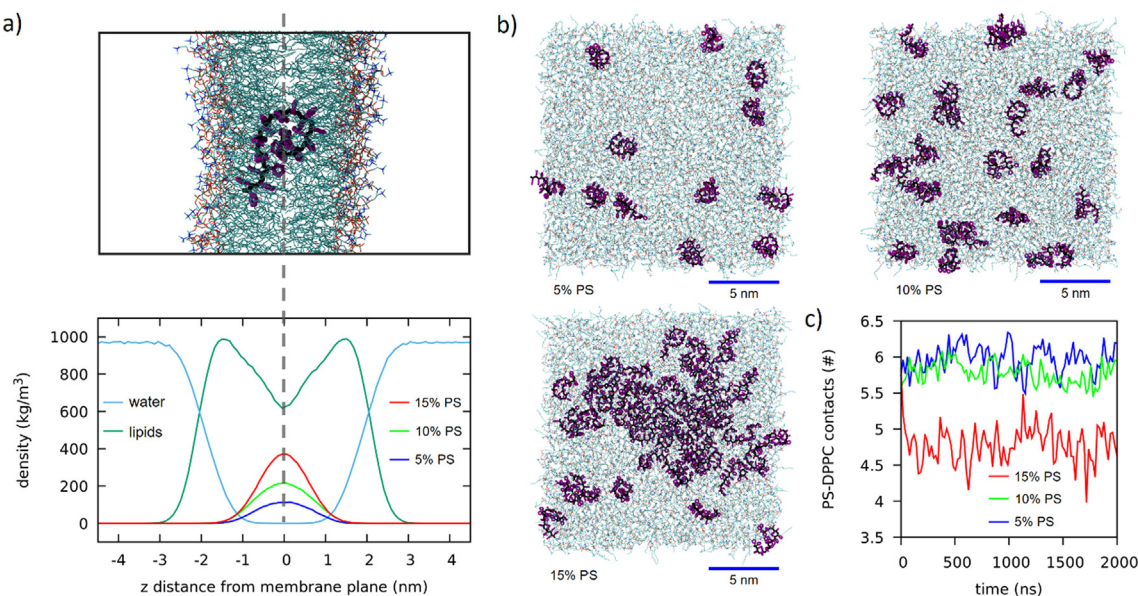 a)
1000
800
600
400
200
0
density (kg/m³)
water
lipids
15% PS
10% PS
5% PS
-4 -3 -2 -1 0 1 2 3 4
z distance from membrane plane (nm)
b)
5% PS
5 nm
10% PS
5 nm
15% PS
5 nm
c)
6.5
6
5.5
5
4.5
4
3.5
PS-DPPC contacts (#)
15% PS
10% PS
5% PS
0 500 1000 1500 2000
time (ns)